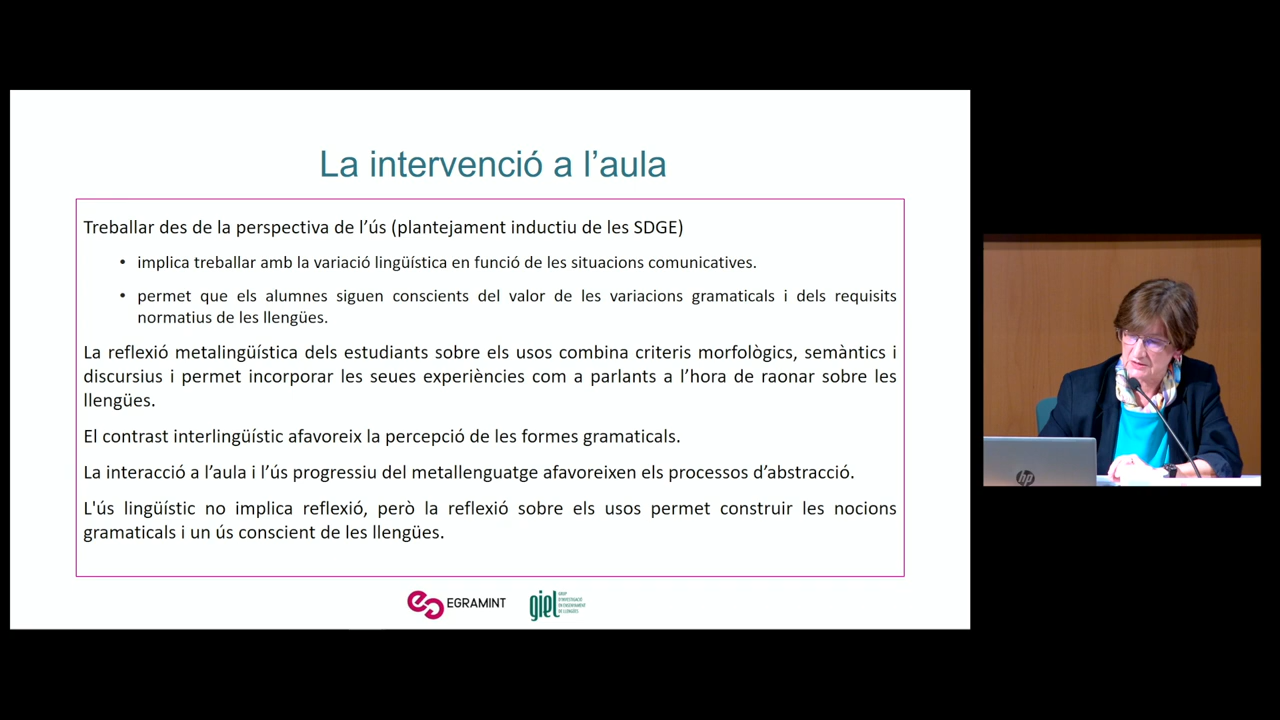 La intervenció a l’aula
Treballar des de la perspectiva de l’ús (plantejament inductiu de les SDGE)
• implica treballar amb la variació lingüística en funció de les situacions comunicatives.
• permet que els alumnes siguen conscients del valor de les variacions gramaticals i dels requisits
normatius de les llengües.
La reflexió metalingüística dels estudiants sobre els usos combina criteris morfològics, semàntics i
discursius i permet incorporar les seues experiències com a parlants a l’hora de raonar sobre les
llengües.
El contrast interlingüístic afavoreix la percepció de les formes gramaticals.
La interacció a l’aula i l’ús progressiu del metallenguatge afavoreixen els processos d’abstracció.
L'ús lingüístic no implica reflexió, però la reflexió sobre els usos permet construir les nocions
gramaticals i un ús conscient de les llengües.
EGRAMINT
giel
hp